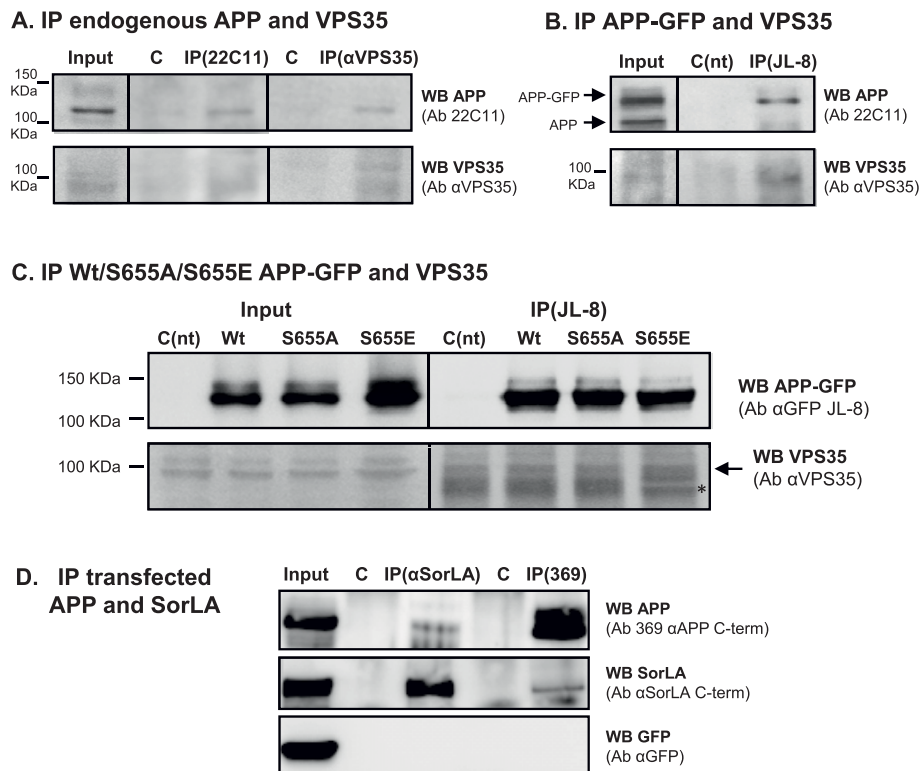 A. IP endogenous APP and VPS35
Input C IP(22C11) C IP(αVPS35)
150 KDa
100 KDa
WB APP
(Ab 22C11)
100 KDa
WB VPS35
(Ab αVPS35)
B. IP APP-GFP and VPS35
Input C(nt) IP(JL-8)
APP-GFP
APP
WB APP
(Ab 22C11)
100 KDa
WB VPS35
(Ab αVPS35)
C. IP Wt/S655A/S655E APP-GFP and VPS35
Input IP(JL-8)
C(nt) Wt S655A S655E C(nt) Wt S655A S655E
150 KDa
100 KDa
WB APP-GFP
(Ab αGFP JL-8)
100 KDa
WB VPS35
(Ab αVPS35)
*
D. IP transfected
APP and SorLA
Input C IP(αSorLA) C IP(369)
WB APP
(Ab 369 αAPP C-term)
WB SorLA
(Ab αSorLA C-term)
WB GFP
(Ab αGFP)